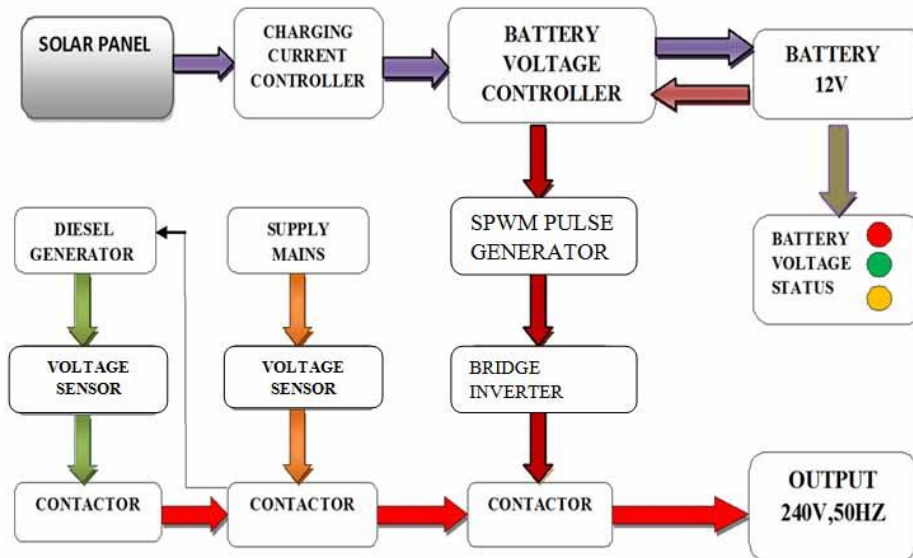 SOLAR PANEL
CHARGING
CURRENT
CONTROLLER
BATTERY
VOLTAGE
CONTROLLER
BATTERY
12V
DIESEL
GENERATOR
SUPPLY
MAINS
SPWM PULSE
GENERATOR
BATTERY
VOLTAGE
STATUS
VOLTAGE
SENSOR
VOLTAGE
SENSOR
BRIDGE
INVERTER
CONTACTOR
CONTACTOR
CONTACTOR
OUTPUT
240V,50HZ